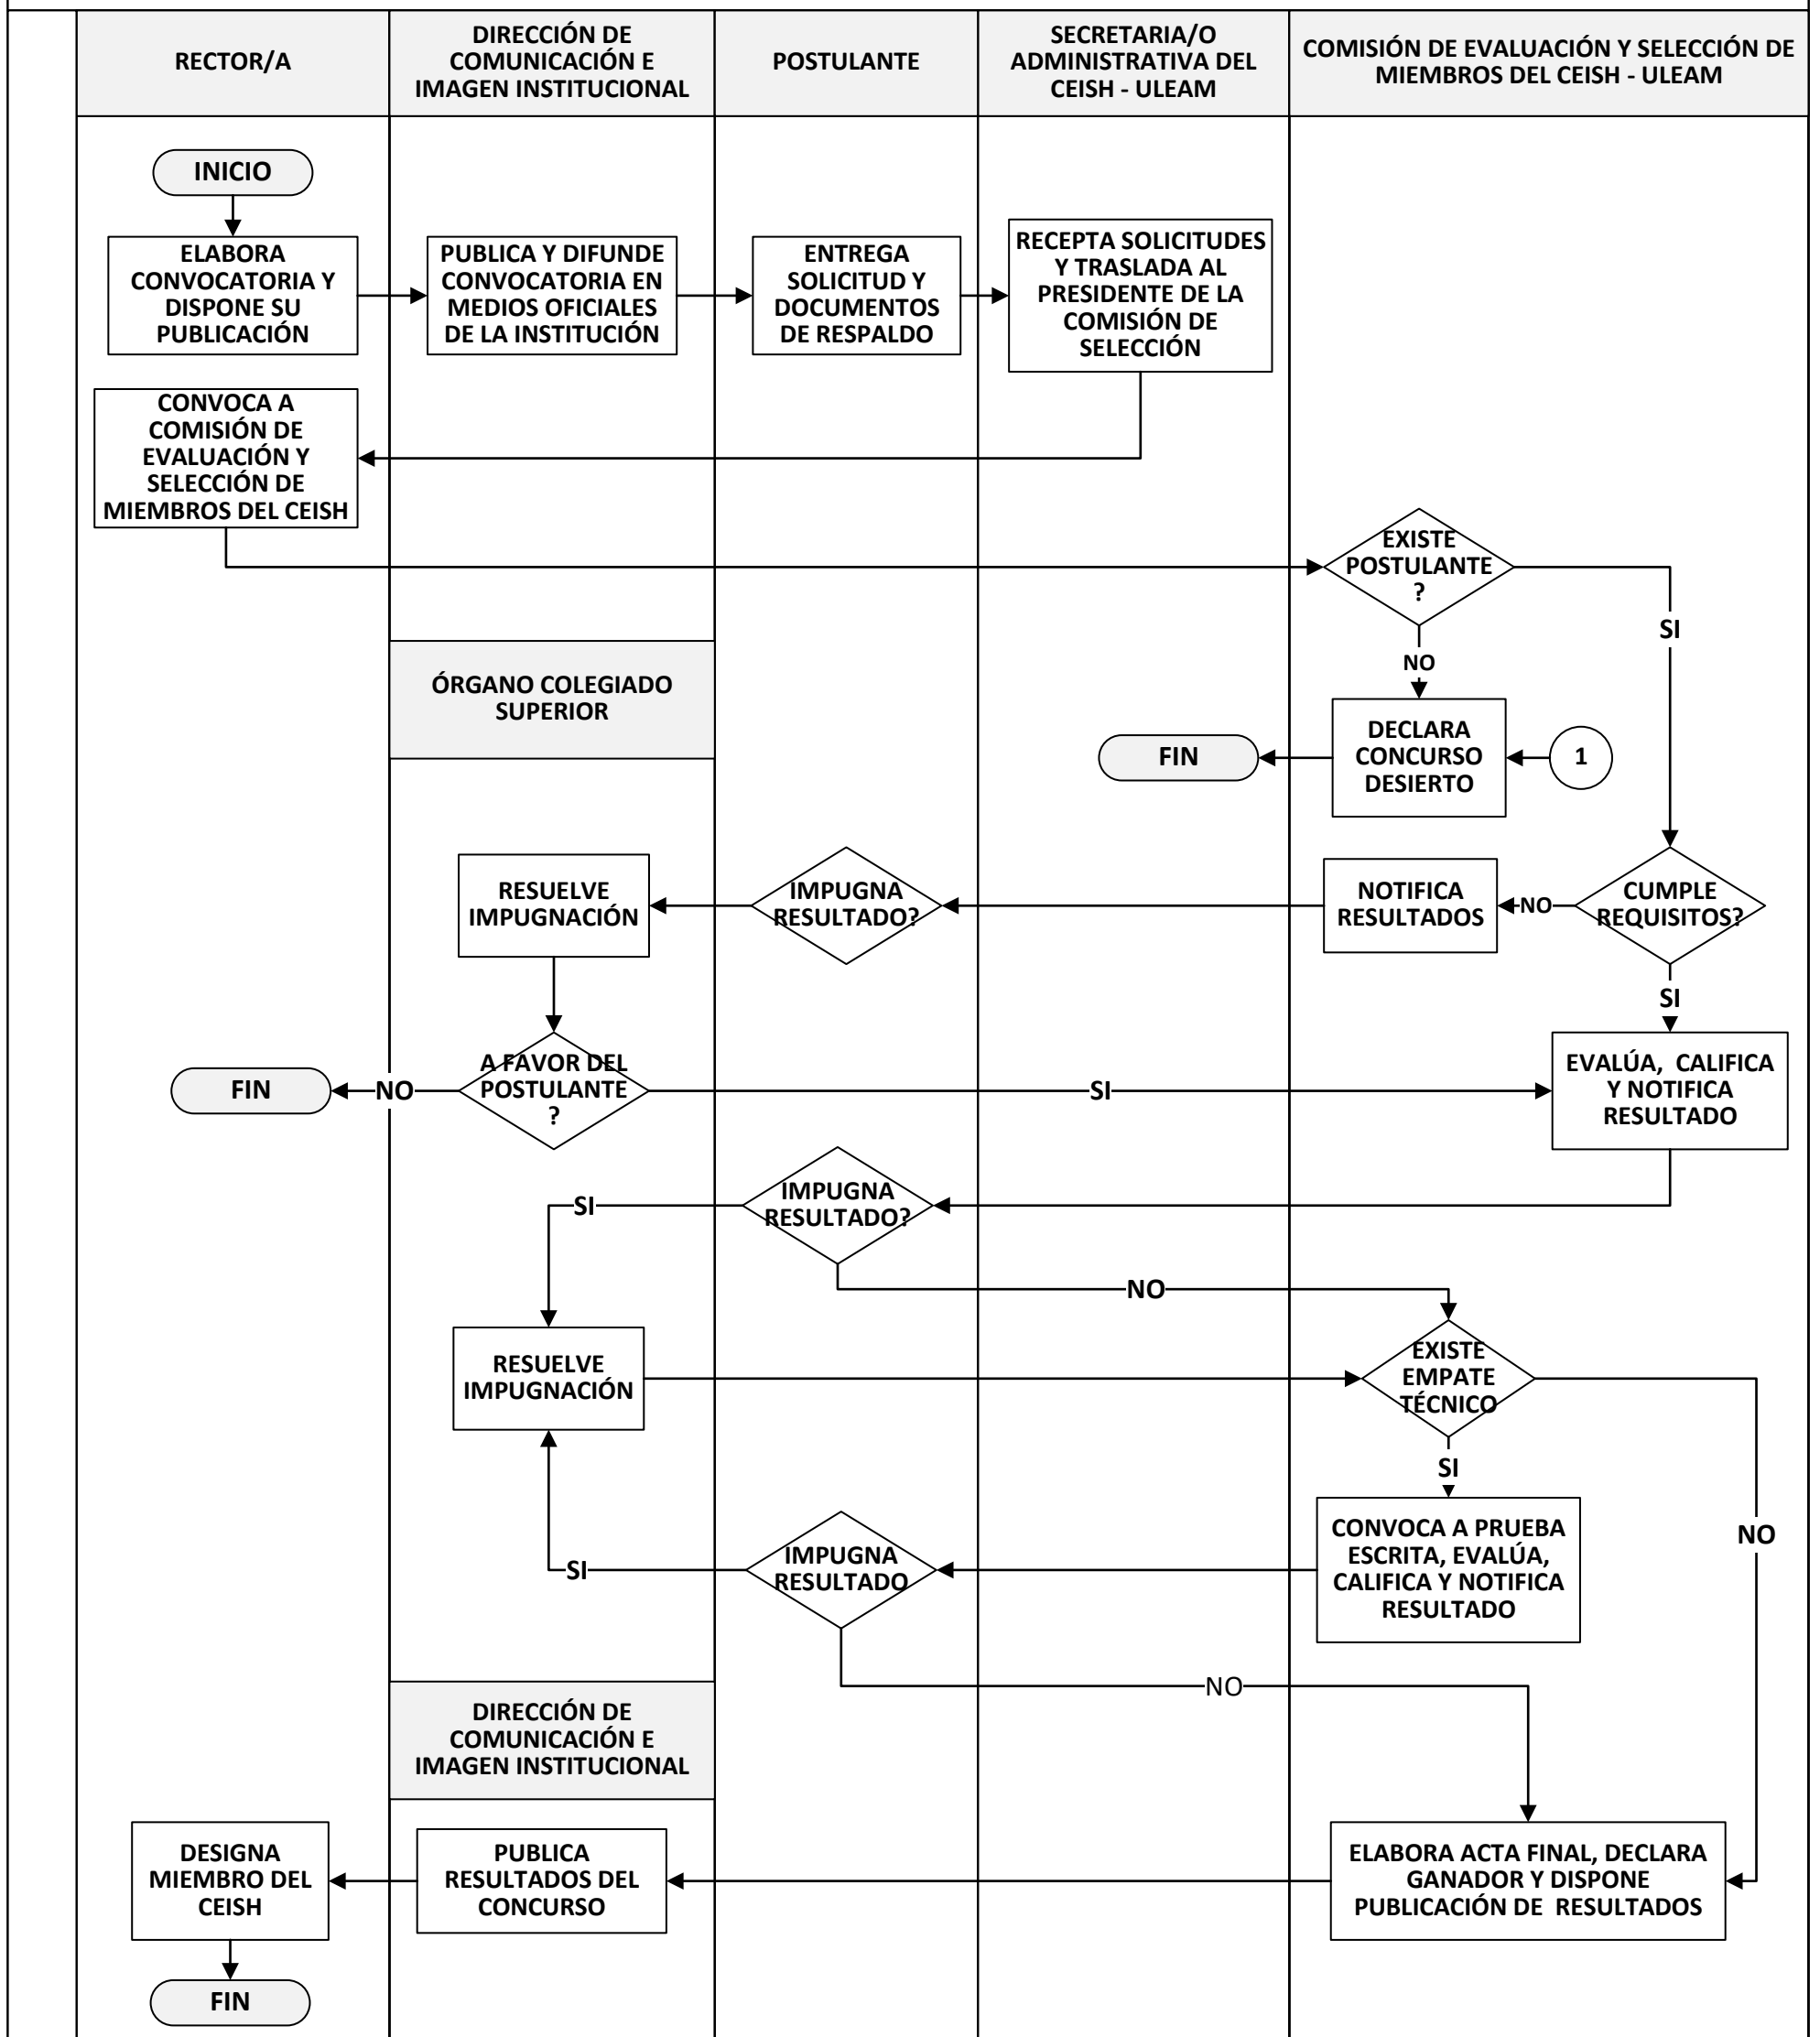 RECTOR/A
DIRECCIÓN DE
COMUNICACIÓN E
IMAGEN INSTITUCIONAL
POSTULANTE
SECRETARIA/O
ADMINISTRATIVA DEL
CEISH - ULEAM
COMISIÓN DE EVALUACIÓN Y SELECCIÓN DE
MIEMBROS DEL CEISH - ULEAM
INICIO
ELABORA
CONVOCATORIA Y
DISPONE SU
PUBLICACIÓN
PUBLICA Y DIFUNDE
CONVOCATORIA EN
MEDIOS OFICIALES
DE LA INSTITUCIÓN
ENTREGA
SOLICITUD Y
DOCUMENTOS
DE RESPALDO
RECEPTA SOLICITUDES
Y TRASLADA AL
PRESIDENTE DE LA
COMISIÓN DE
SELECCIÓN
CONVOCA A
COMISIÓN DE
EVALUACIÓN Y
SELECCIÓN DE
MIEMBROS DEL CEISH
EXISTE
POSTULANTE
?
SI
NO
ÓRGANO COLEGIADO
SUPERIOR
FIN
DECLARA
CONCURSO
DESIERTO
1
RESUELVE
IMPUGNACIÓN
IMPUGNA
RESULTADO?
NOTIFICA
RESULTADOS
NO
CUMPLE
REQUISITOS?
SI
FIN
NO
A FAVOR DEL
POSTULANTE
?
SI
EVALÚA, CALIFICA
Y NOTIFICA
RESULTADO
SI
IMPUGNA
RESULTADO?
NO
RESUELVE
IMPUGNACIÓN
EXISTE
EMPATE
TÉCNICO
SI
NO
SI
IMPUGNA
RESULTADO
CONVOCA A PRUEBA
ESCRITA, EVALÚA,
CALIFICA Y NOTIFICA
RESULTADO
NO
DIRECCIÓN DE
COMUNICACIÓN E
IMAGEN INSTITUCIONAL
DESIGNA
MIEMBRO DEL
CEISH
PUBLICA
RESULTADOS DEL
CONCURSO
ELABORA ACTA FINAL, DECLARA
GANADOR Y DISPONE
PUBLICACIÓN DE RESULTADOS
FIN